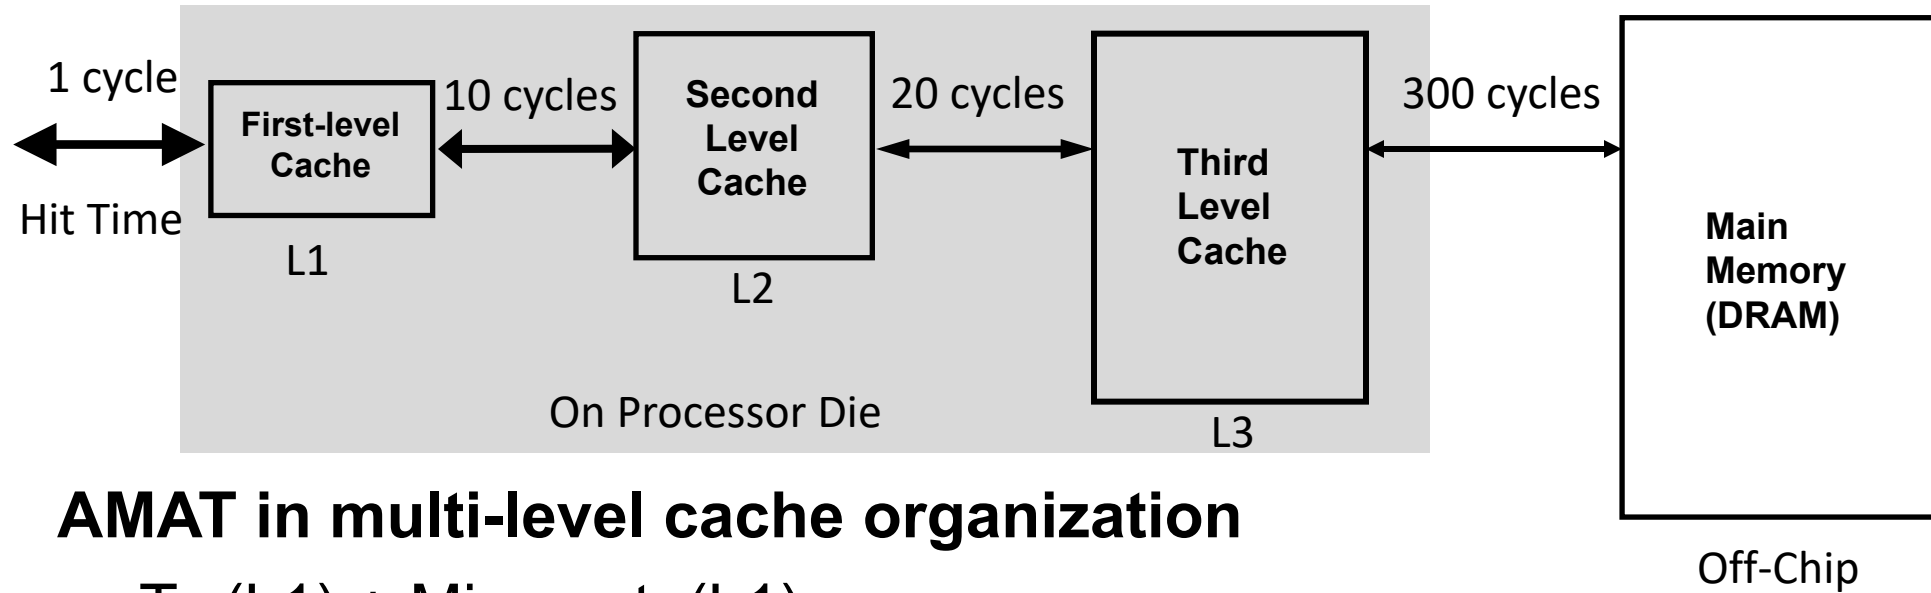 1 cycle
Hit Time
First-level
Cache
L1
10 cycles
Second
Level
Cache
L2
20 cycles
Third
Level
Cache
L3
300 cycles
Main
Memory
(DRAM)
Off-Chip
On Processor Die
AMAT in multi-level cache organization